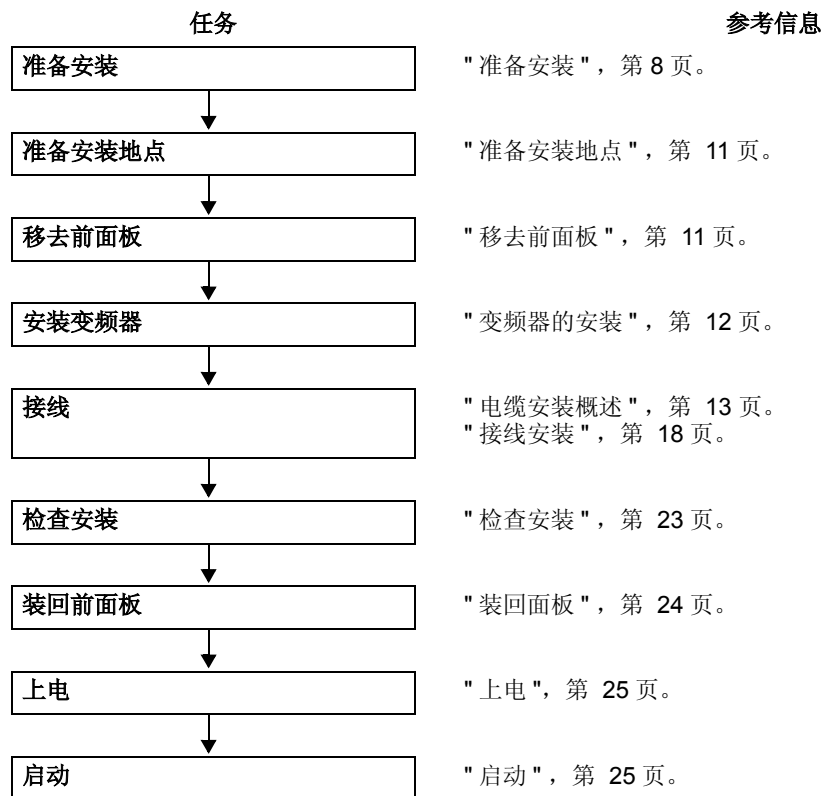 任务 参考信息
准备安装 "准备安装"，第 8 页。
准备安装地点 "准备安装地点"，第 11 页。
移去前面板 "移去前面板"，第 11 页。
安装变频器 "变频器的安装"，第 12 页。
接线 "电缆安装概述"，第 13 页。
"接线安装"，第 18 页。
检查安装 "检查安装"，第 23 页。
装回前面板 "装回面板"，第 24 页。
上电 "上电"，第 25 页。
启动 "启动"，第 25 页。